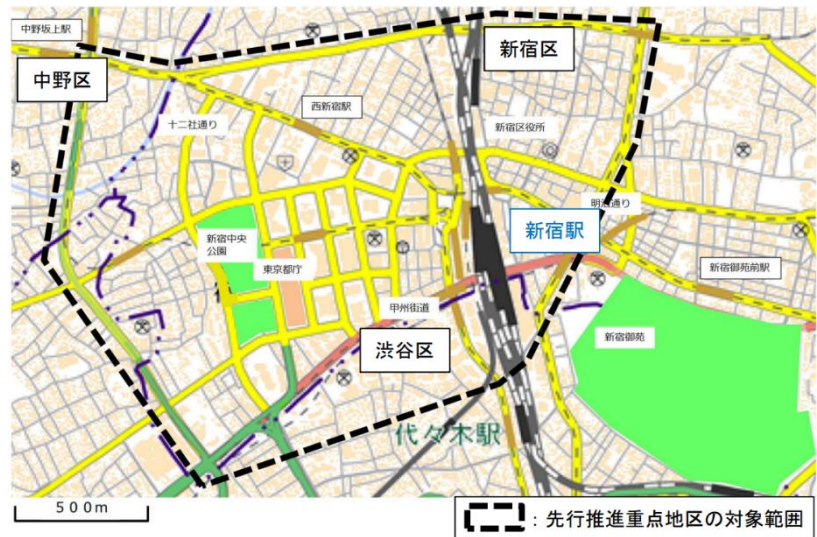 中野坂上駅
新宿区
中野区
西新宿駅
十二社通り
新宿区役所
明治通り
新宿駅
新宿中央
公園
東京都庁
新宿御苑前駅
甲州街道
新宿御苑
渋谷区
代々木駅
500m
:先行推進重点地区の対象範囲